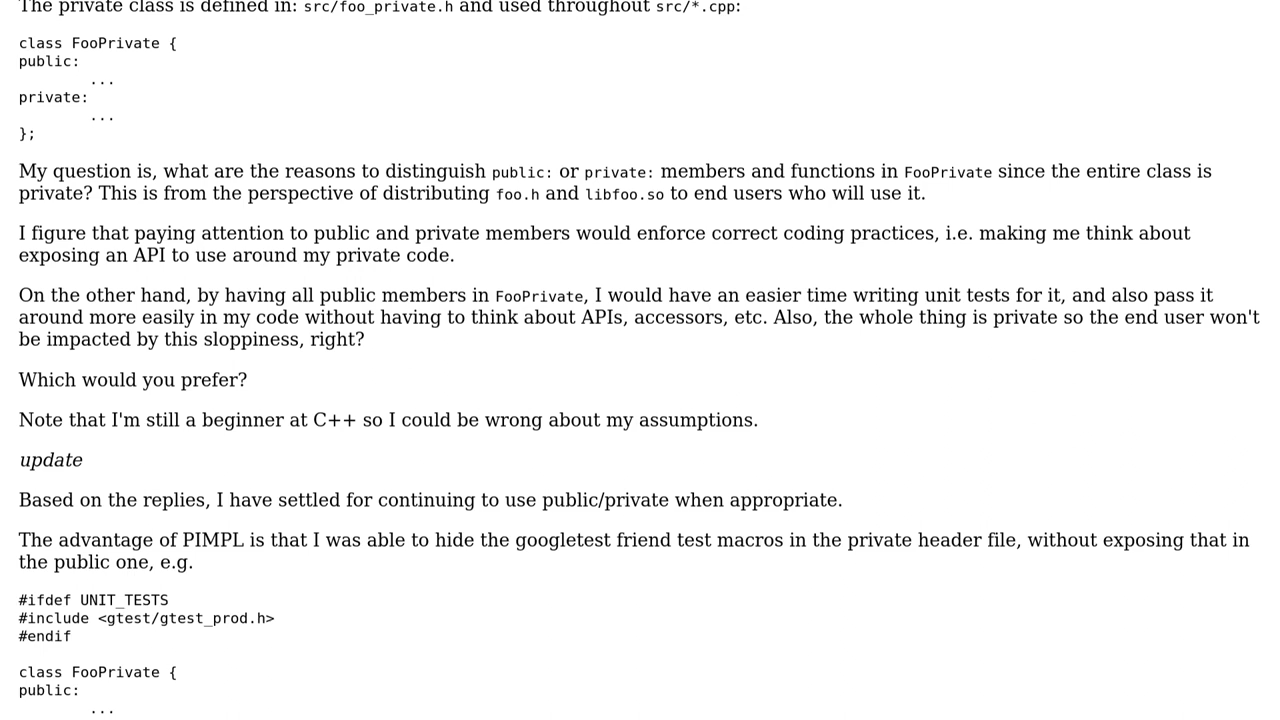 The private class is defined in: src/foo_private.h and used throughout src/*.cpp:
class FooPrivate {
public:
        ...
private:
        ...
};
My question is, what are the reasons to distinguish public: or private: members and functions in FooPrivate since the entire class is
private? This is from the perspective of distributing foo.h and libfoo.so to end users who will use it.
I figure that paying attention to public and private members would enforce correct coding practices, i.e. making me think about
exposing an API to use around my private code.
On the other hand, by having all public members in FooPrivate, I would have an easier time writing unit tests for it, and also pass it
around more easily in my code without having to think about APIs, accessors, etc. Also, the whole thing is private so the end user won't
be impacted by this sloppiness, right?
Which would you prefer?
Note that I'm still a beginner at C++ so I could be wrong about my assumptions.
update
Based on the replies, I have settled for continuing to use public/private when appropriate.
The advantage of PIMPL is that I was able to hide the googletest friend test macros in the private header file, without exposing that in
the public one, e.g.
#ifdef UNIT_TESTS
#include <gtest/gtest_prod.h>
#endif
class FooPrivate {
public:
        ...